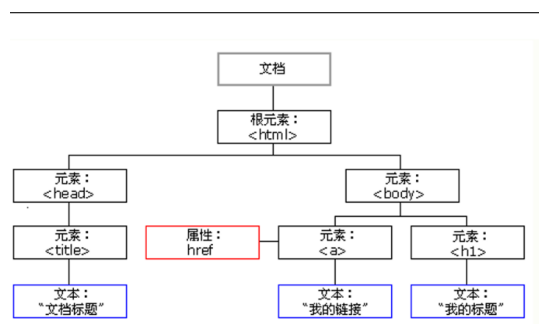 文档
根元素：
<html>
元素：
<head>
元素：
<body>
元素：
<title>
属性：
href
元素：
<a>
元素：
<h1>
文本：
"文档标题"
文本：
"我的链接"
文本：
"我的标题"